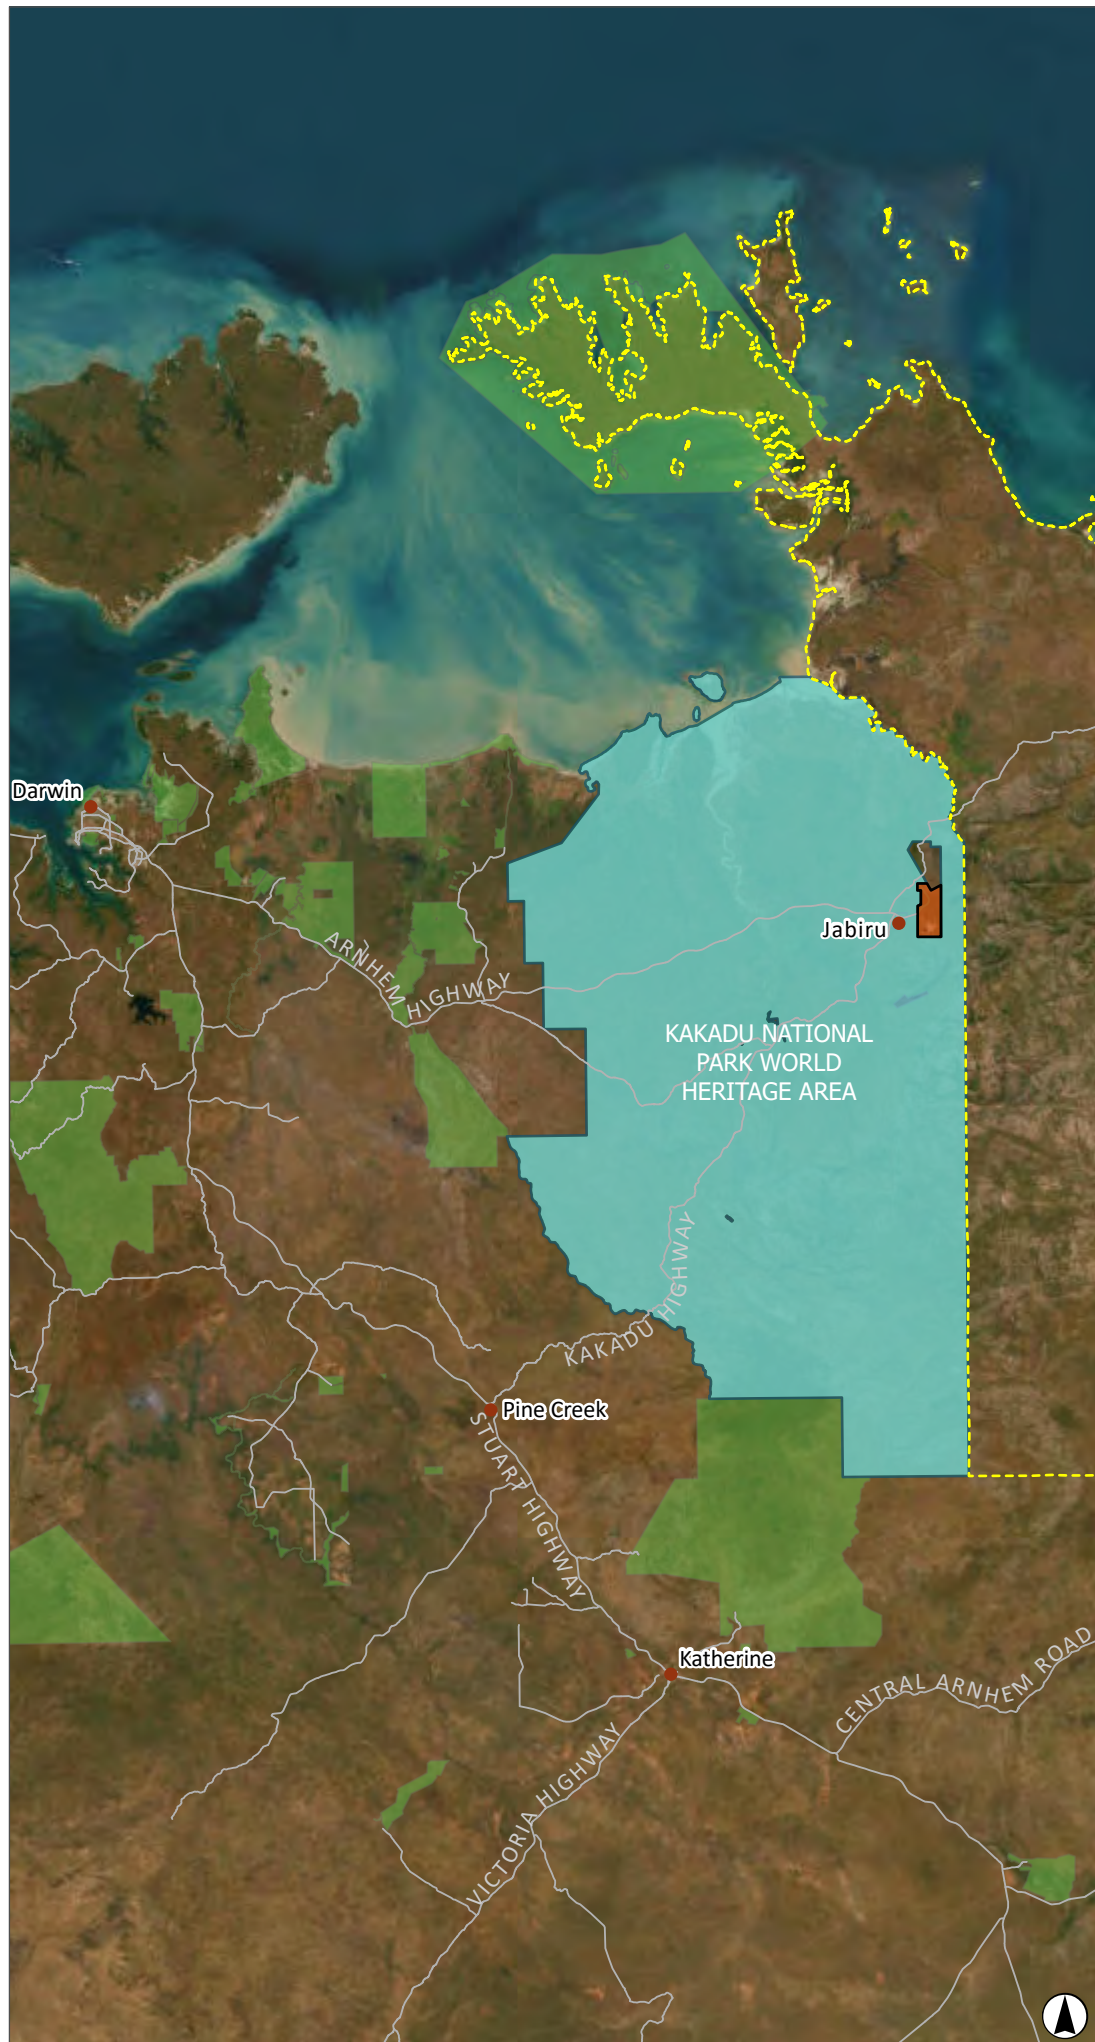 Darwin
Jabiru
ARNHEM HIGHWAY
KAKADU NATIONAL
PARK WORLD
HERITAGE AREA
KAKADU HIGHWAY
Pine Creek
STUART HIGHWAY
Katherine
CENTRAL ARNHEM ROAD
VICTORIA HIGHWAY